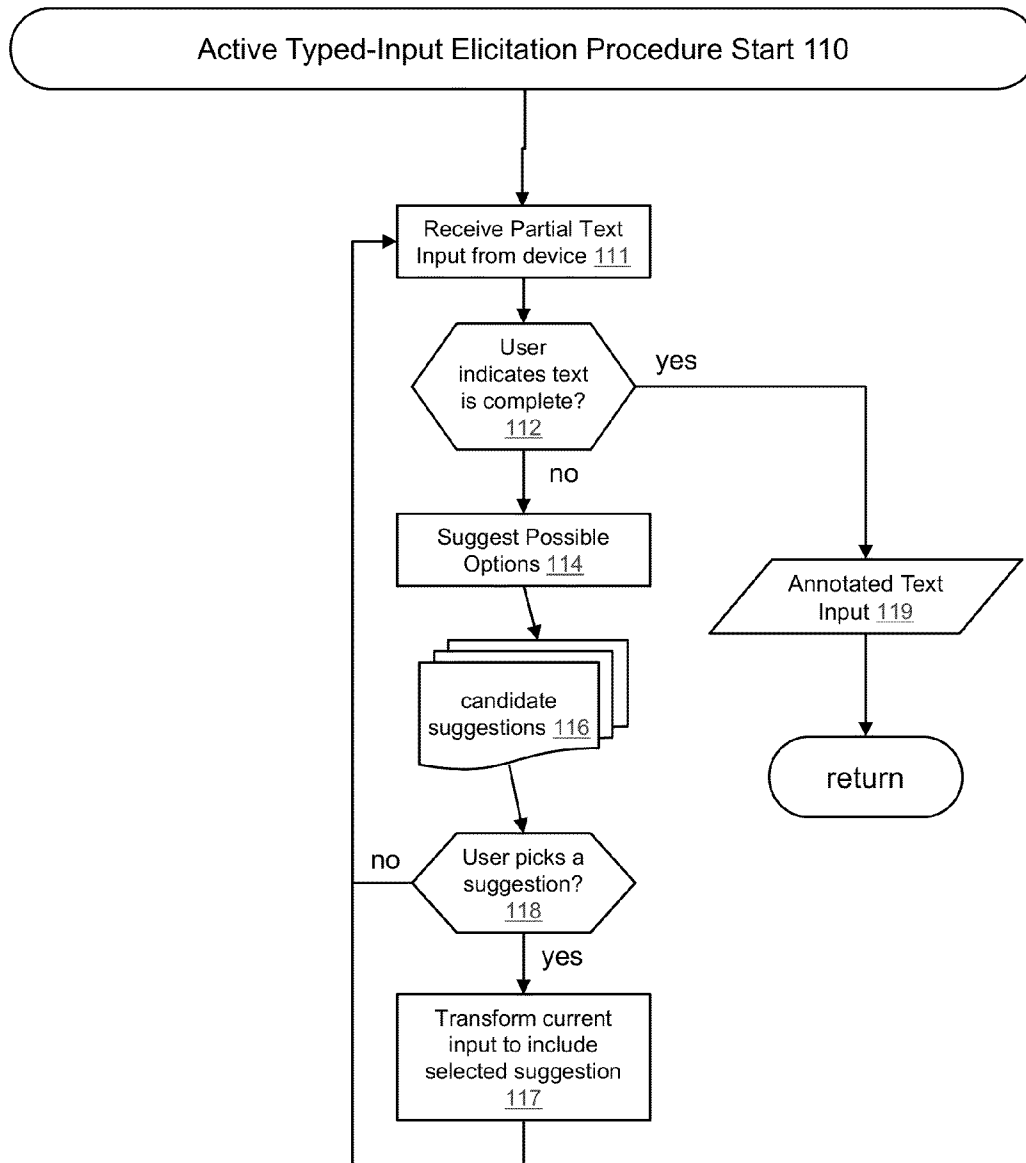 Active Typed-Input Elicitation Procedure Start 110
Receive Partial Text
Input from device 111
User
indicates text
is complete?
112
yes
no
Suggest Possible
Options 114
Annotated Text
Input 119
candidate
suggestions 116
return
no
User picks a
suggestion?
118
yes
Transform current
input to include
selected suggestion
117